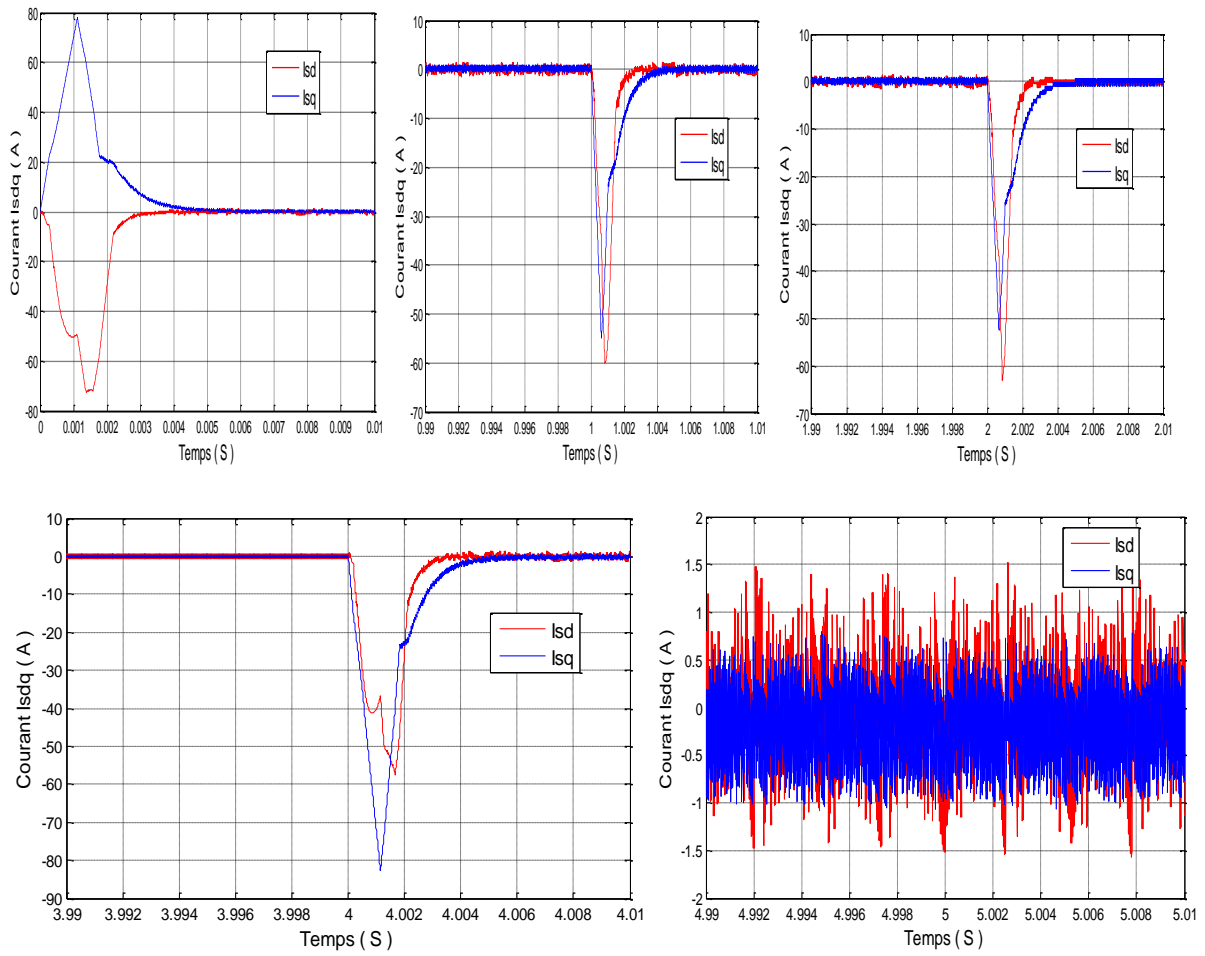 80
60
40
20
0
-20
-40
-60
-80
Courant Isdq ( A )
Isd
Isq
0 0.001 0.002 0.003 0.004 0.005 0.006 0.007 0.008 0.009 0.01
Temps ( S )
10
0
-10
-20
-30
-40
-50
-60
-70
Courant Isdq ( A )
Isd
Isq
0.99 0.992 0.994 0.996 0.998 1 1.002 1.004 1.006 1.008 1.01
Temps ( S )
10
0
-10
-20
-30
-40
-50
-60
-70
Courant Isdq ( A )
Isd
Isq
1.99 1.992 1.994 1.996 1.998 2 2.002 2.004 2.006 2.008 2.01
Temps ( S )
10
0
-10
-20
-30
-40
-50
-60
-70
-80
-90
Courant Isdq ( A )
Isd
Isq
3.99 3.992 3.994 3.996 3.998 4 4.002 4.004 4.006 4.008 4.01
Temps ( S )
2
1.5
1
0.5
0
-0.5
-1
-1.5
-2
Courant Isdq ( A )
Isd
Isq
4.99 4.992 4.994 4.996 4.998 5 5.002 5.004 5.006 5.008 5.01
Temps ( S )